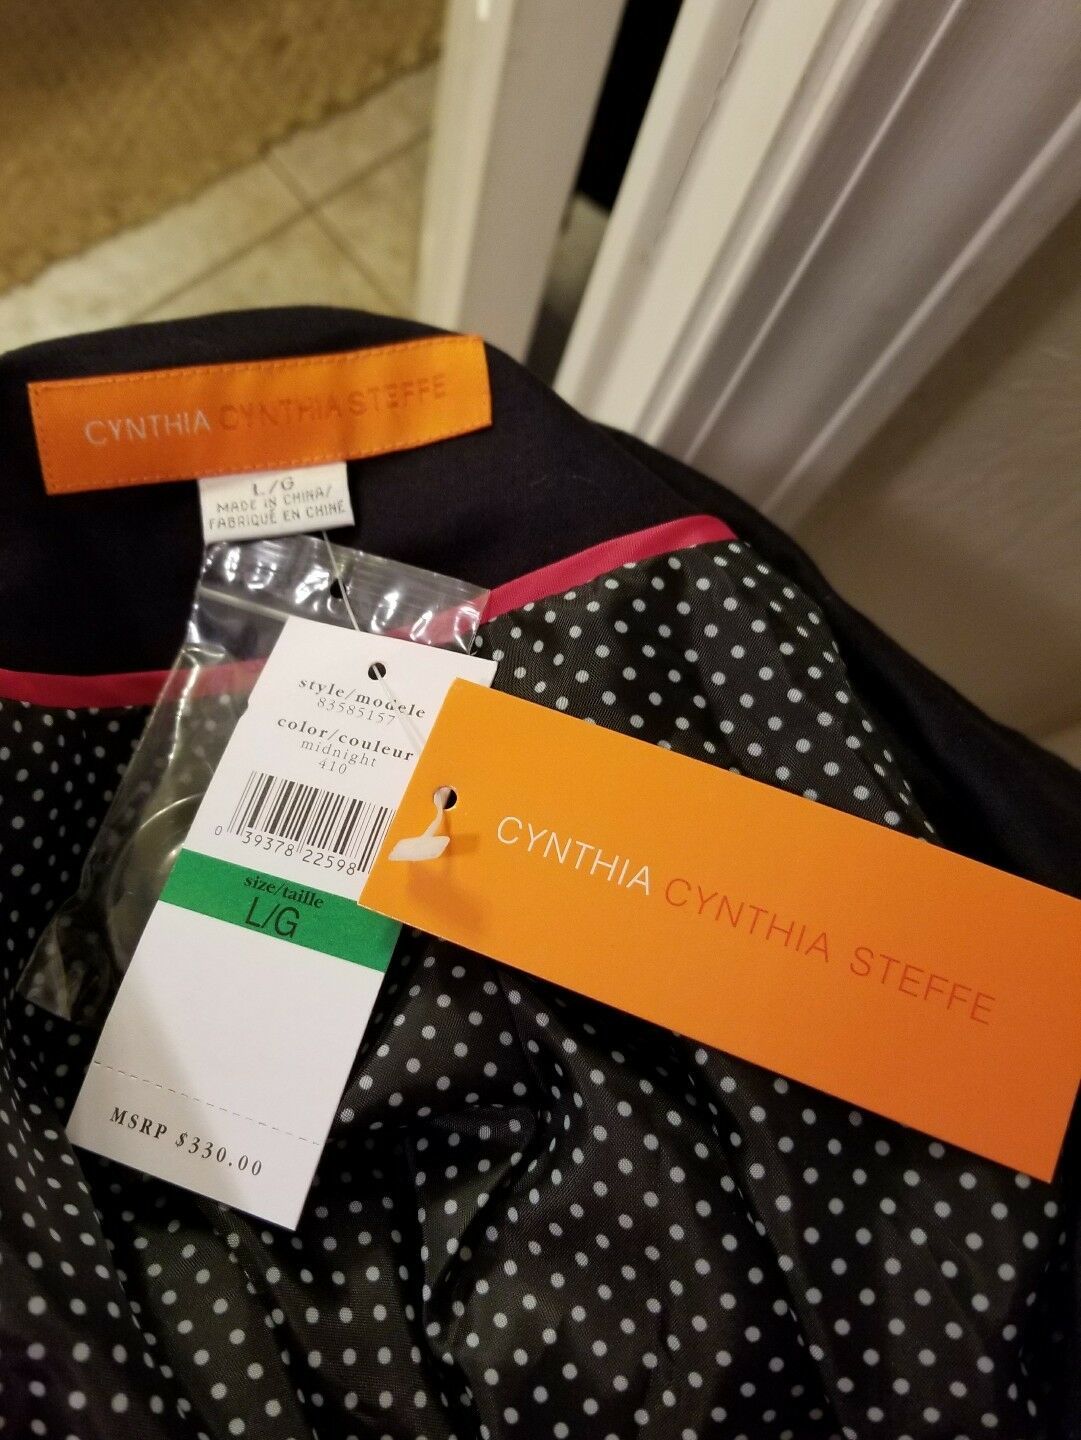 CYNTHIA CYNTHIA STEFFE
L/G
MADE IN CHINA/
FABRIQUÉ EN CHINE
style/modele
83585157
color/couleur
midnight
410
0 39378 22598
size/taille
L/G
MSRP $330.00
CYNTHIA CYNTHIA STEFFE